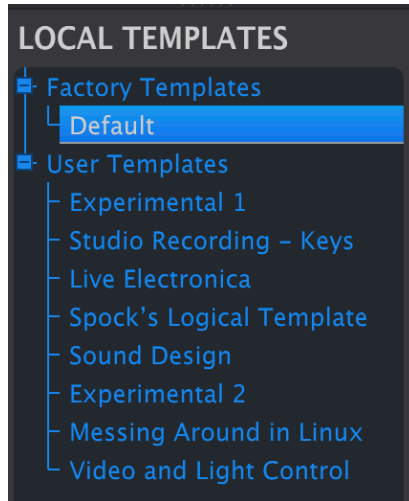 LOCAL TEMPLATES
Factory Templates
Default
User Templates
Experimental 1
Studio Recording – Keys
Live Electronica
Spock’s Logical Template
Sound Design
Experimental 2
Messing Around in Linux
Video and Light Control